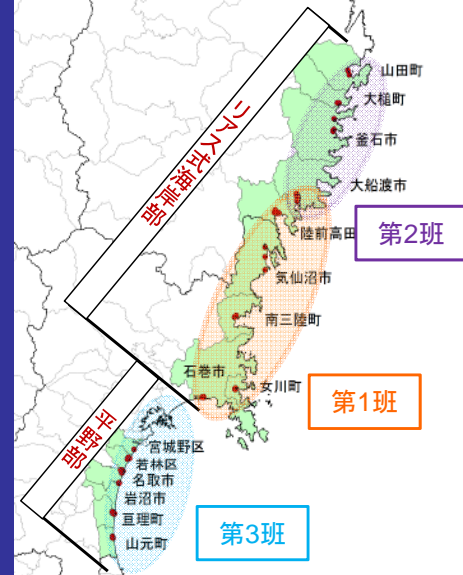 山田町
大槌町
釜石市
大船渡市
陸前高田
気仙沼市
南三陸町
石巻市
女川町
宮城野区
若林区
名取市
岩沼市
亘理町
山元町
リアス式海岸部
平野部
第2班
第1班
第3班